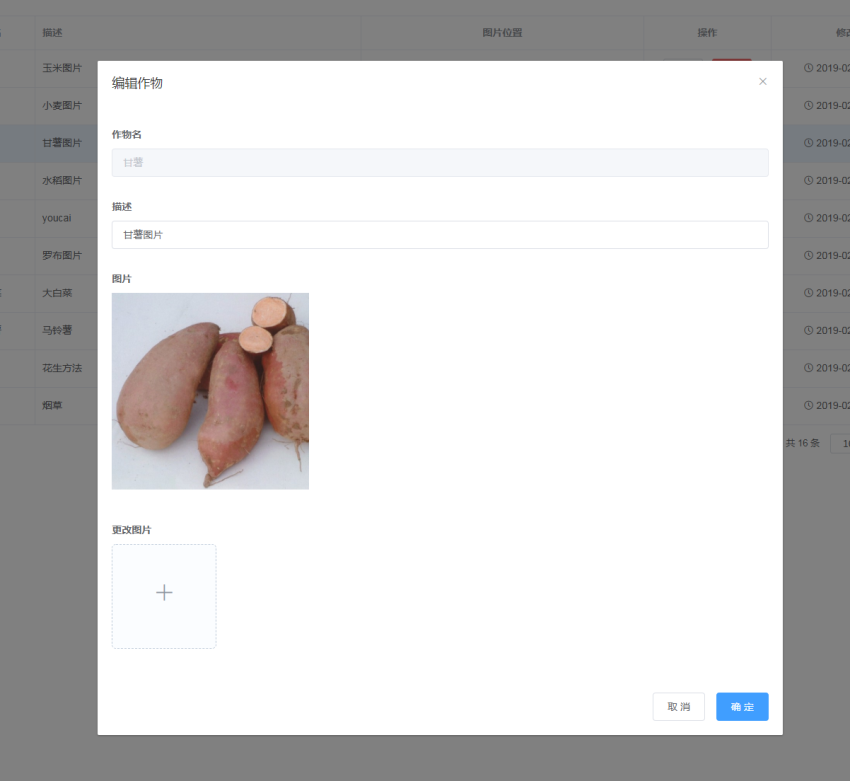 描述 图片位置 操作 修改
玉米图片 2019-02
编辑作物
小麦图片 2019-02
作物名
甘薯图片 2019-02
甘薯
水稻图片 2019-02
描述
youcai 2019-02
甘薯图片
罗布图片 2019-02
图片
大白菜 2019-02
马铃薯 2019-02
花生方法 2019-02
烟草 2019-02
共 16 条
更改图片
取 消 确 定